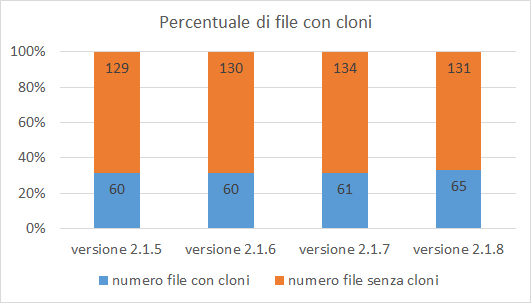 Percentuale di file con cloni
100%
80%
60%
40%
20%
0%
129
130
134
131
60
60
61
65
versione 2.1.5
versione 2.1.6
versione 2.1.7
versione 2.1.8
numero file con cloni
numero file senza cloni